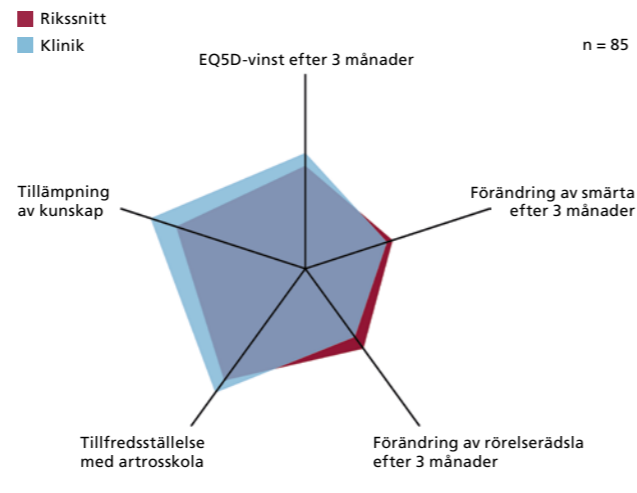 Rikssnitt
Klinik
n = 85
EQ5D-vinst efter 3 månader
Tillämpning
av kunskap
Förändring av smärta
efter 3 månader
Tillfredsställelse
med artrosskola
Förändring av rörelserädsla
efter 3 månader